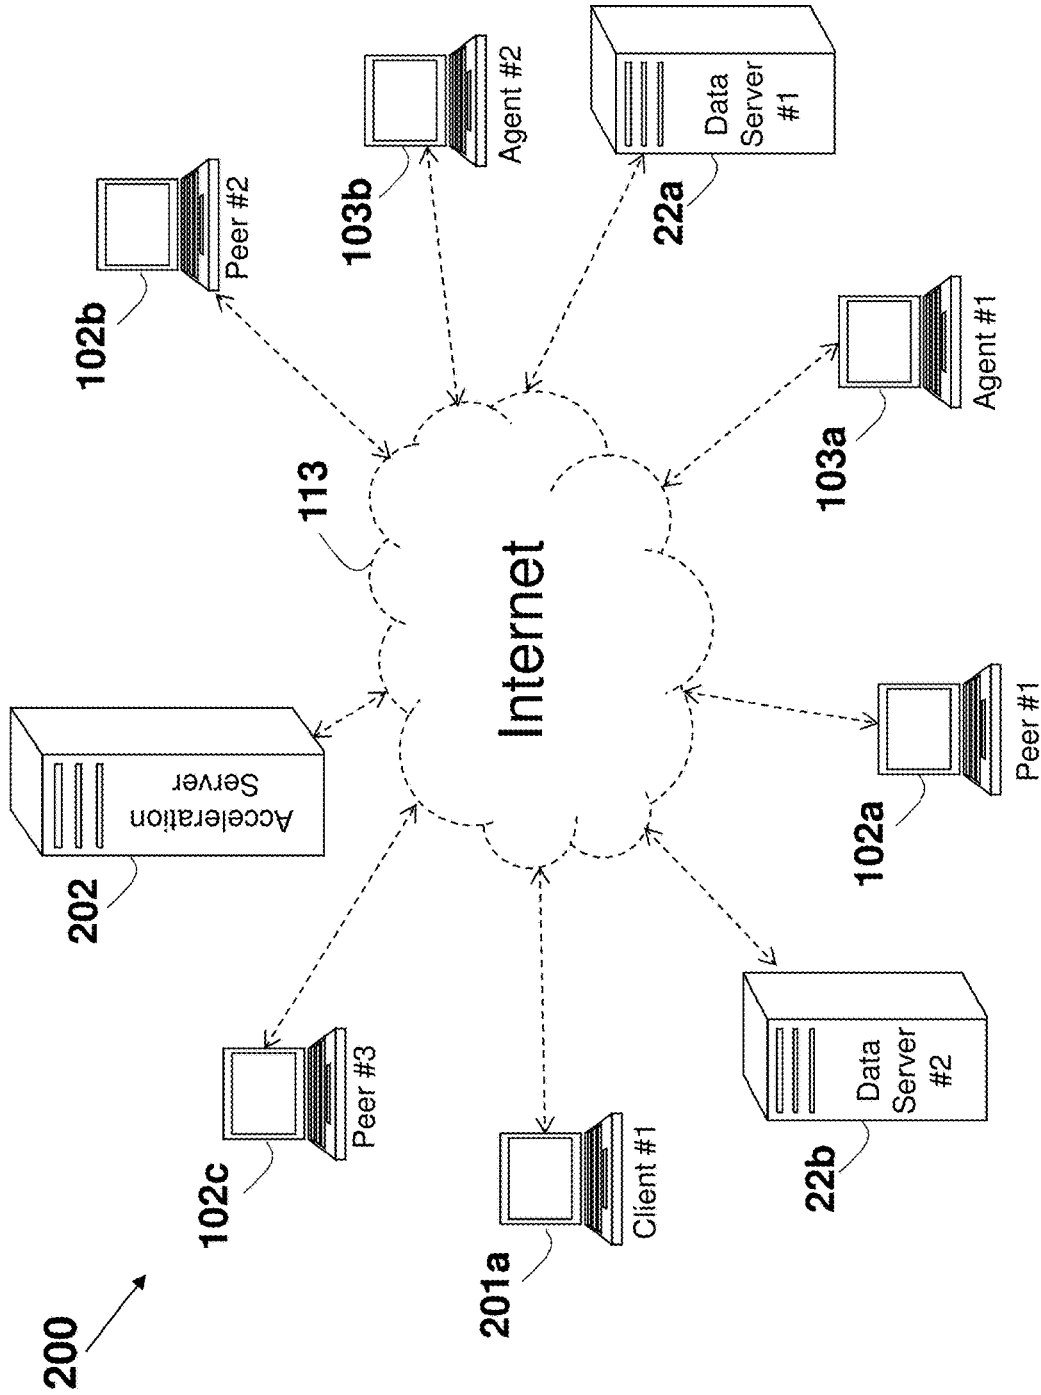 200
102c
Peer #3
202
Acceleration
Server
102b
Peer #2
113
103b
Agent #2
201a
Client #1
Internet
22a
Data
Server
#1
22b
Data
Server
#2
102a
Peer #1
103a
Agent #1